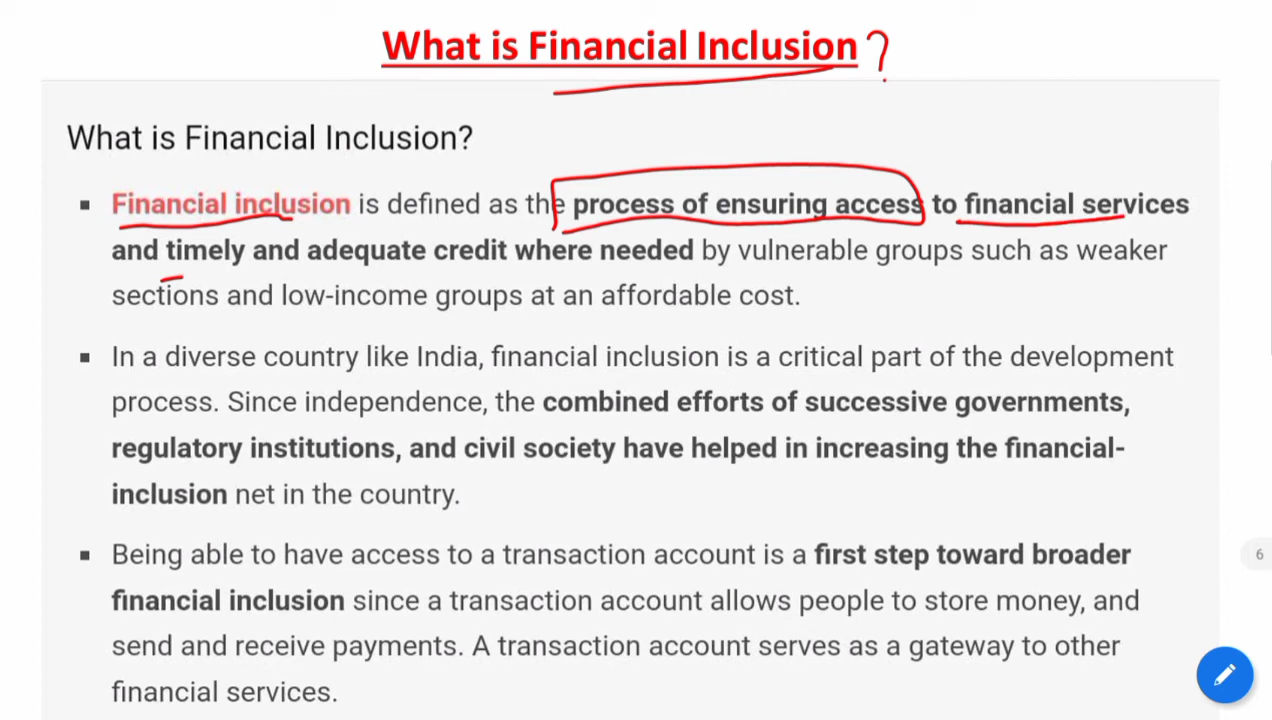 What is Financial Inclusion?
What is Financial Inclusion?
▪ Financial inclusion is defined as the process of ensuring access to financial services
and timely and adequate credit where needed by vulnerable groups such as weaker
sections and low-income groups at an affordable cost.
▪ In a diverse country like India, financial inclusion is a critical part of the development
process. Since independence, the combined efforts of successive governments,
regulatory institutions, and civil society have helped in increasing the financial-
inclusion net in the country.
▪ Being able to have access to a transaction account is a first step toward broader
financial inclusion since a transaction account allows people to store money, and
send and receive payments. A transaction account serves as a gateway to other
financial services.
6